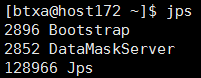 [btxa@host172 ~]$ jps
2896 Bootstrap
2852 DataMaskServer
128966 Jps